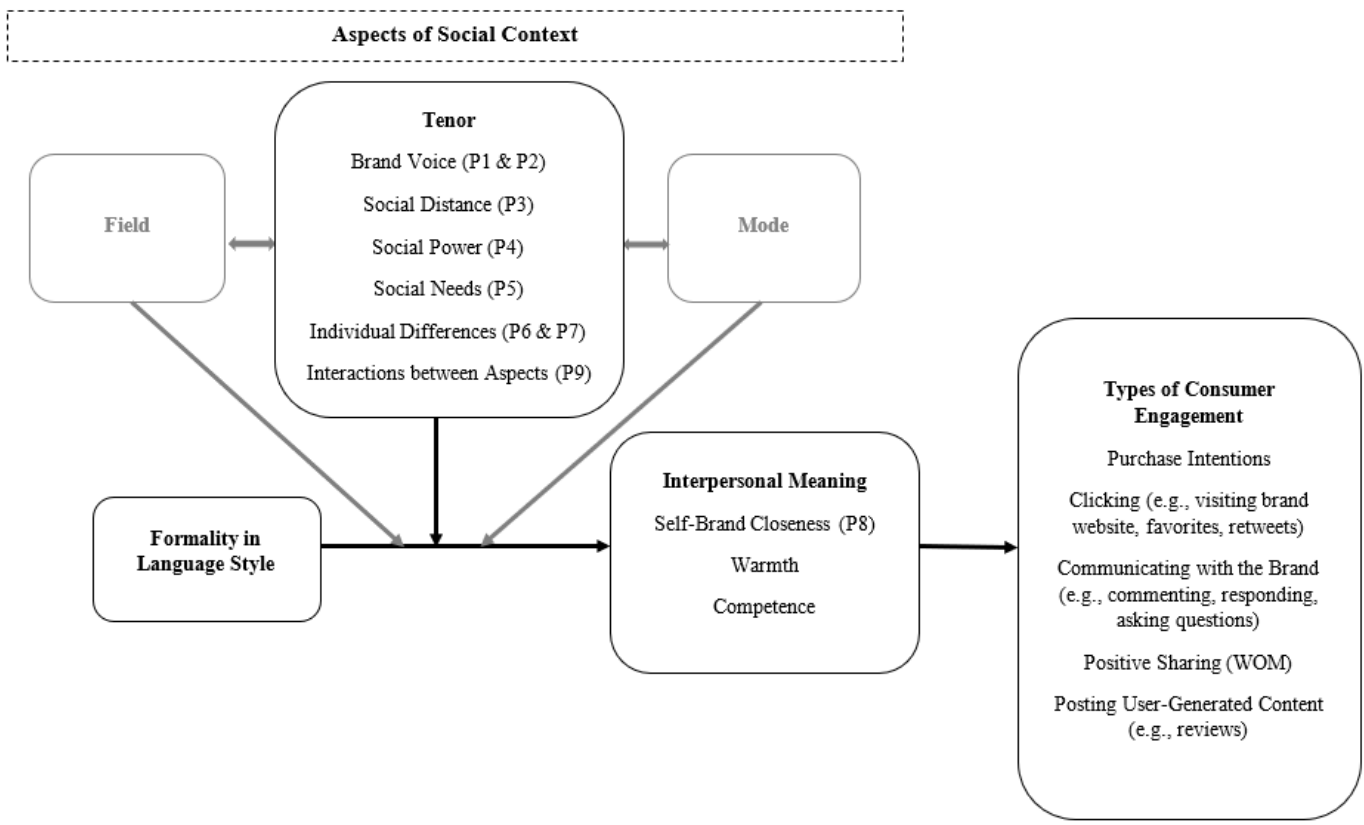 Aspects of Social Context
Tenor
Brand Voice (P1 & P2)
Social Distance (P3)
Social Power (P4)
Social Needs (P5)
Individual Differences (P6 & P7)
Interactions between Aspects (P9)
Field
Mode
Formality in
Language Style
Interpersonal Meaning
Self-Brand Closeness (P8)
Warmth
Competence
Types of Consumer
Engagement
Purchase Intentions
Clicking (e.g., visiting brand
website, favorites, retweets)
Communicating with the Brand
(e.g., commenting, responding,
asking questions)
Positive Sharing (WOM)
Posting User-Generated Content
(e.g., reviews)